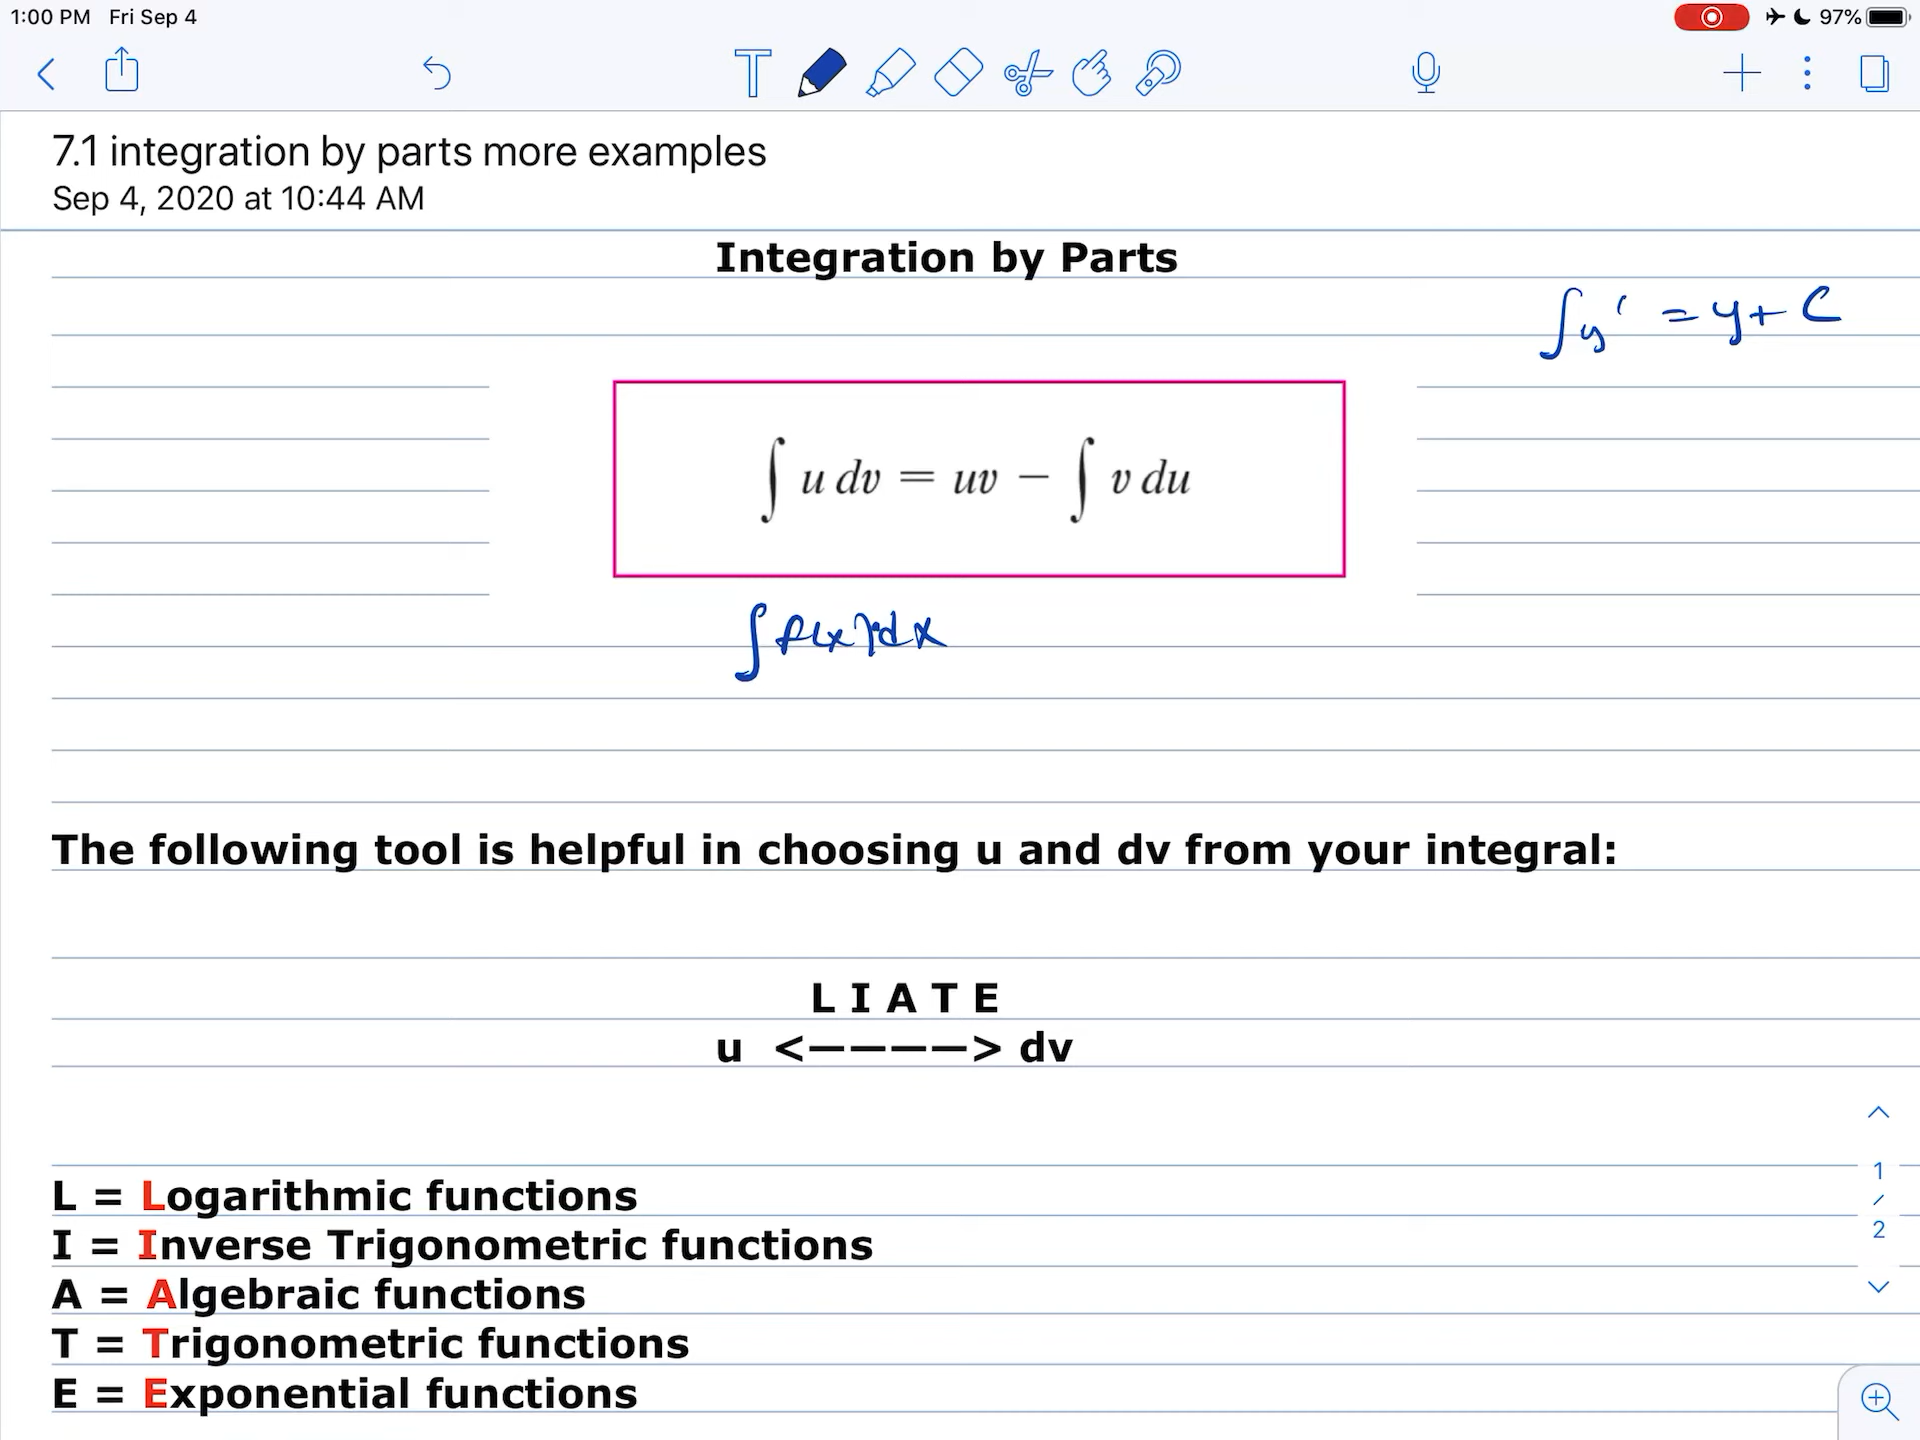 1:00 PM Fri Sep 4 97%
T
7.1 integration by parts more examples
Sep 4, 2020 at 10:44 AM
Integration by Parts
∫y' = y + C
∫ u dv = uv − ∫ v du
∫f(x)dx
The following tool is helpful in choosing u and dv from your integral:
L I A T E
u <————> dv
L = Logarithmic functions
I = Inverse Trigonometric functions
A = Algebraic functions
T = Trigonometric functions
E = Exponential functions
1
/
2